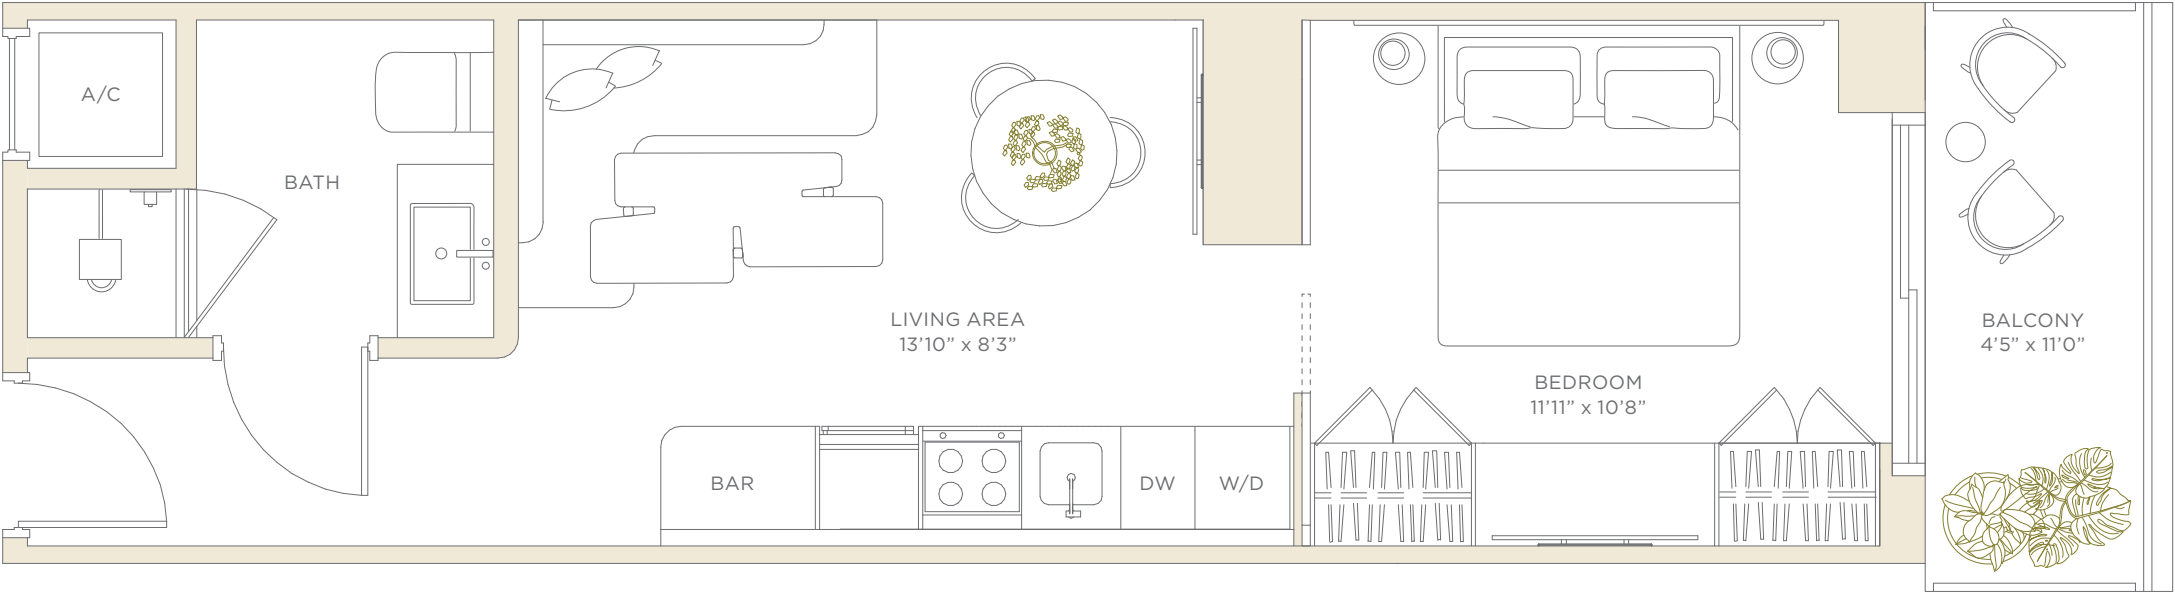 A/C
BATH
LIVING AREA
13’10” x 8’3”
BAR
DW
W/D
BEDROOM
11’11” x 10’8”
BALCONY
4’5” x 11’0”